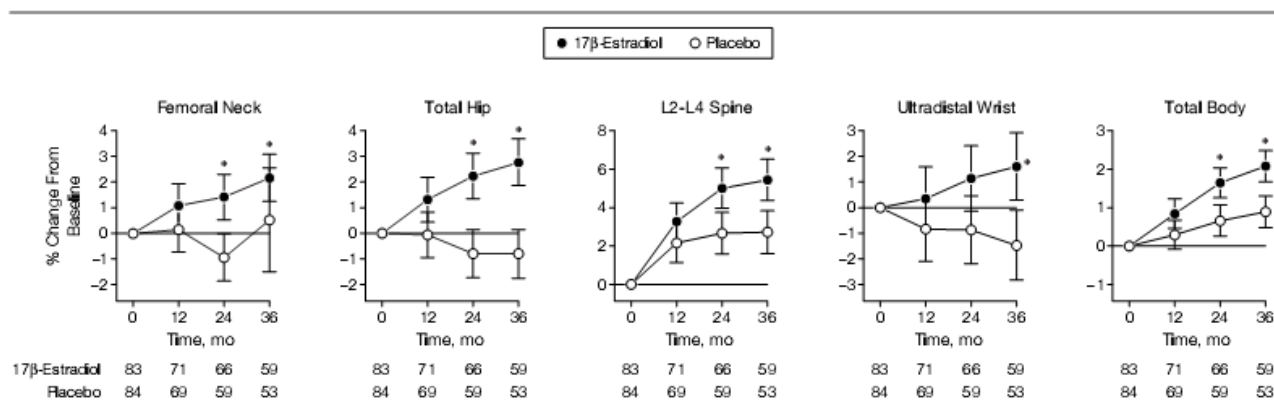 17β-Estradiol Placebo
Femoral Neck Total Hip L2-L4 Spine Ultradistal Wrist Total Body
% Change From Baseline
4 4 8 3 3
3 3 6 2 2
2 2 4 1 1
1 1 2 0 0
0 0 0 −1 −1
−1 −1 −2
−2 −2 −3
* * * * * * * * *
0 12 24 36 0 12 24 36 0 12 24 36 0 12 24 36 0 12 24 36
Time, mo Time, mo Time, mo Time, mo Time, mo
17β-Estradiol 83 71 66 59 83 71 66 59 83 71 66 59 83 71 66 59 83 71 66 59
Placebo 84 69 59 53 84 69 59 53 84 69 59 53 84 69 59 53 84 69 59 53